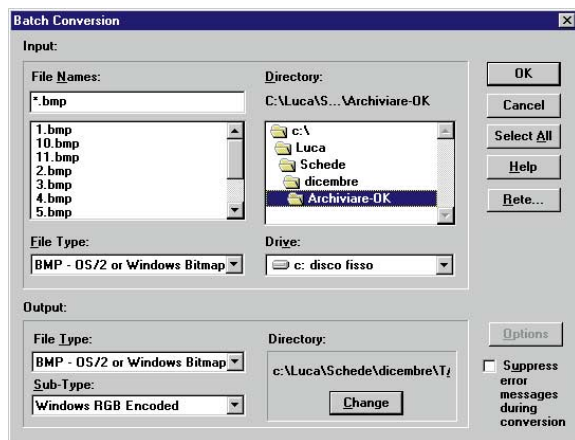 Batch Conversion
Input:
File Names:
*.bmp
1.bmp
10.bmp
11.bmp
2.bmp
3.bmp
4.bmp
5.bmp
File Type:
BMP - OS/2 or Windows Bitmap
Directory:
C:\Luca\S...\Archiviare-OK
c:\
Luca
Schede
dicembre
Archiviare-OK
Drive:
c: disco fisso
OK
Cancel
Select All
Help
Rete...
Output:
File Type:
BMP - OS/2 or Windows Bitmap
Sub-Type:
Windows RGB Encoded
Directory:
c:\Luca\Schede\dicembre\T
Change
Options
Suppress
error
messages
during
conversion